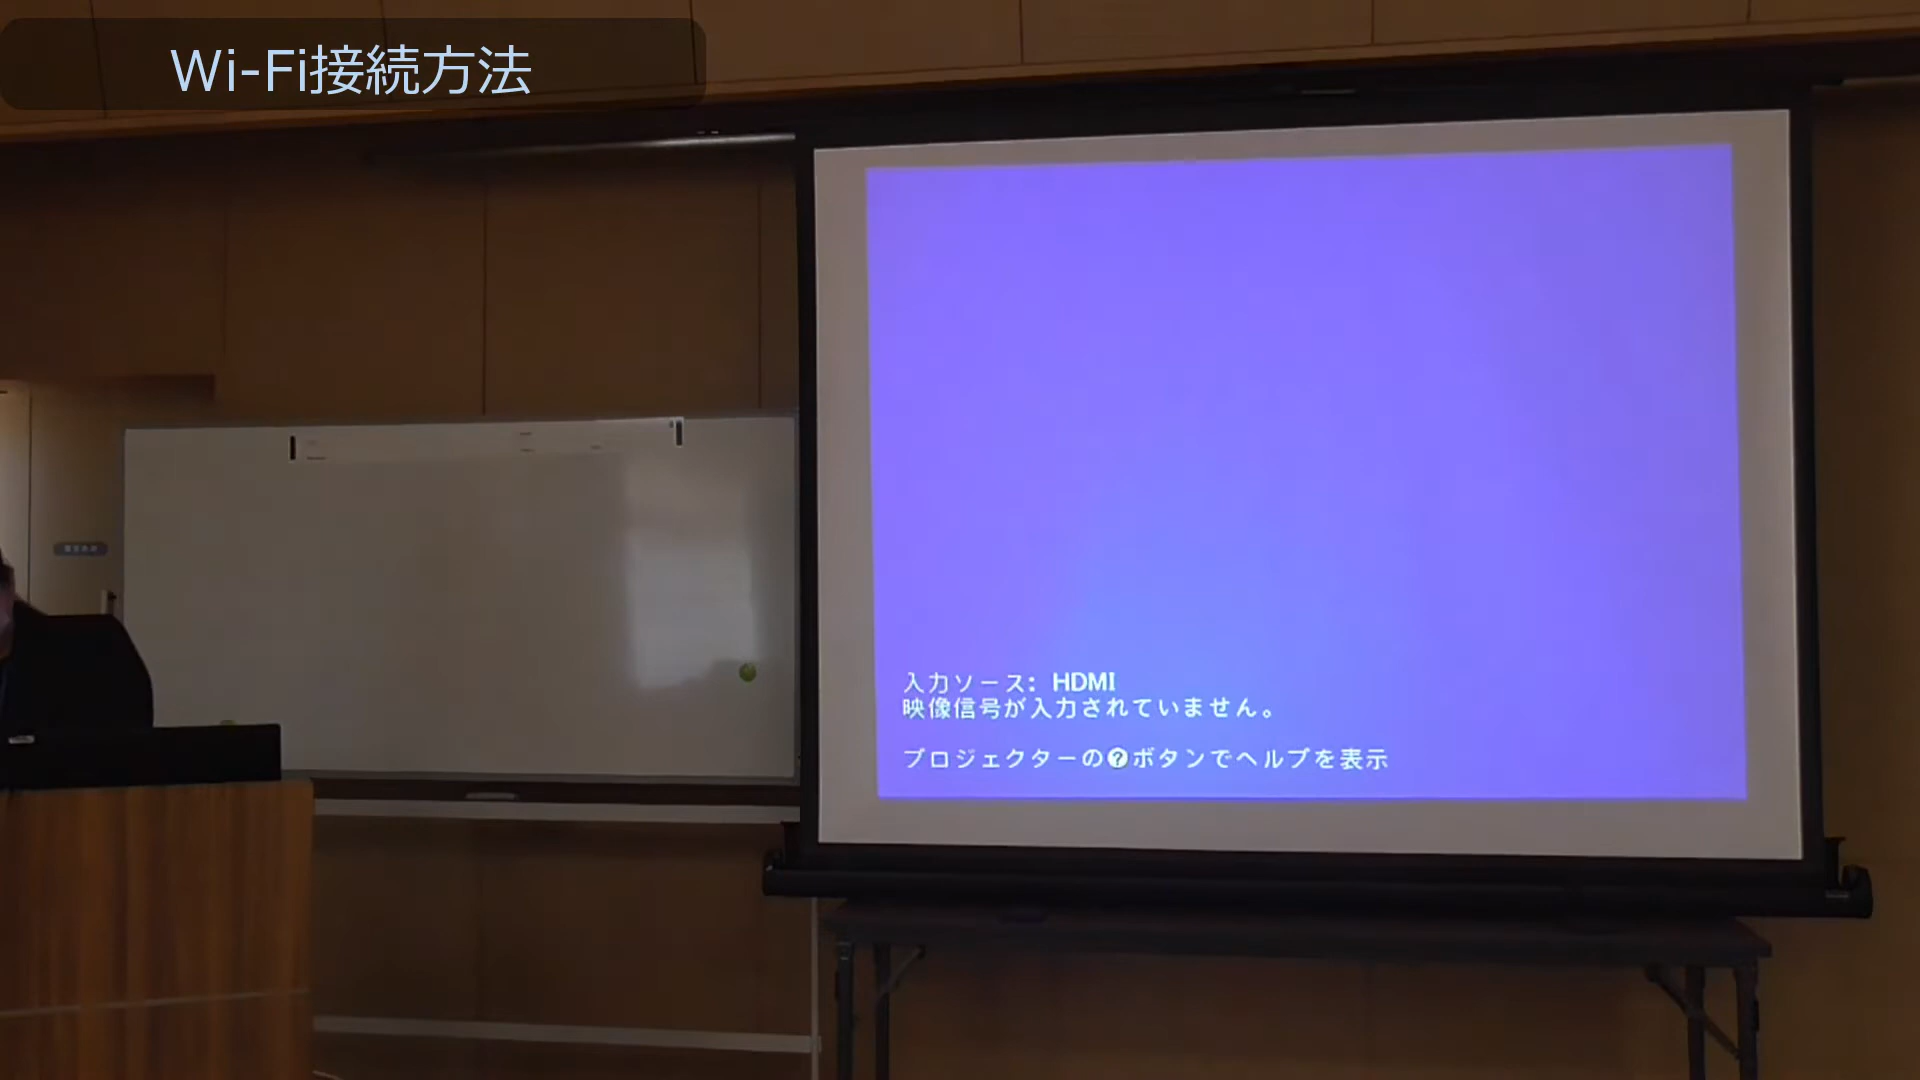 Wi-Fi接続方法
入力ソース: HDMI
映像信号が入力されていません。
プロジェクターの?ボタンでヘルプを表示